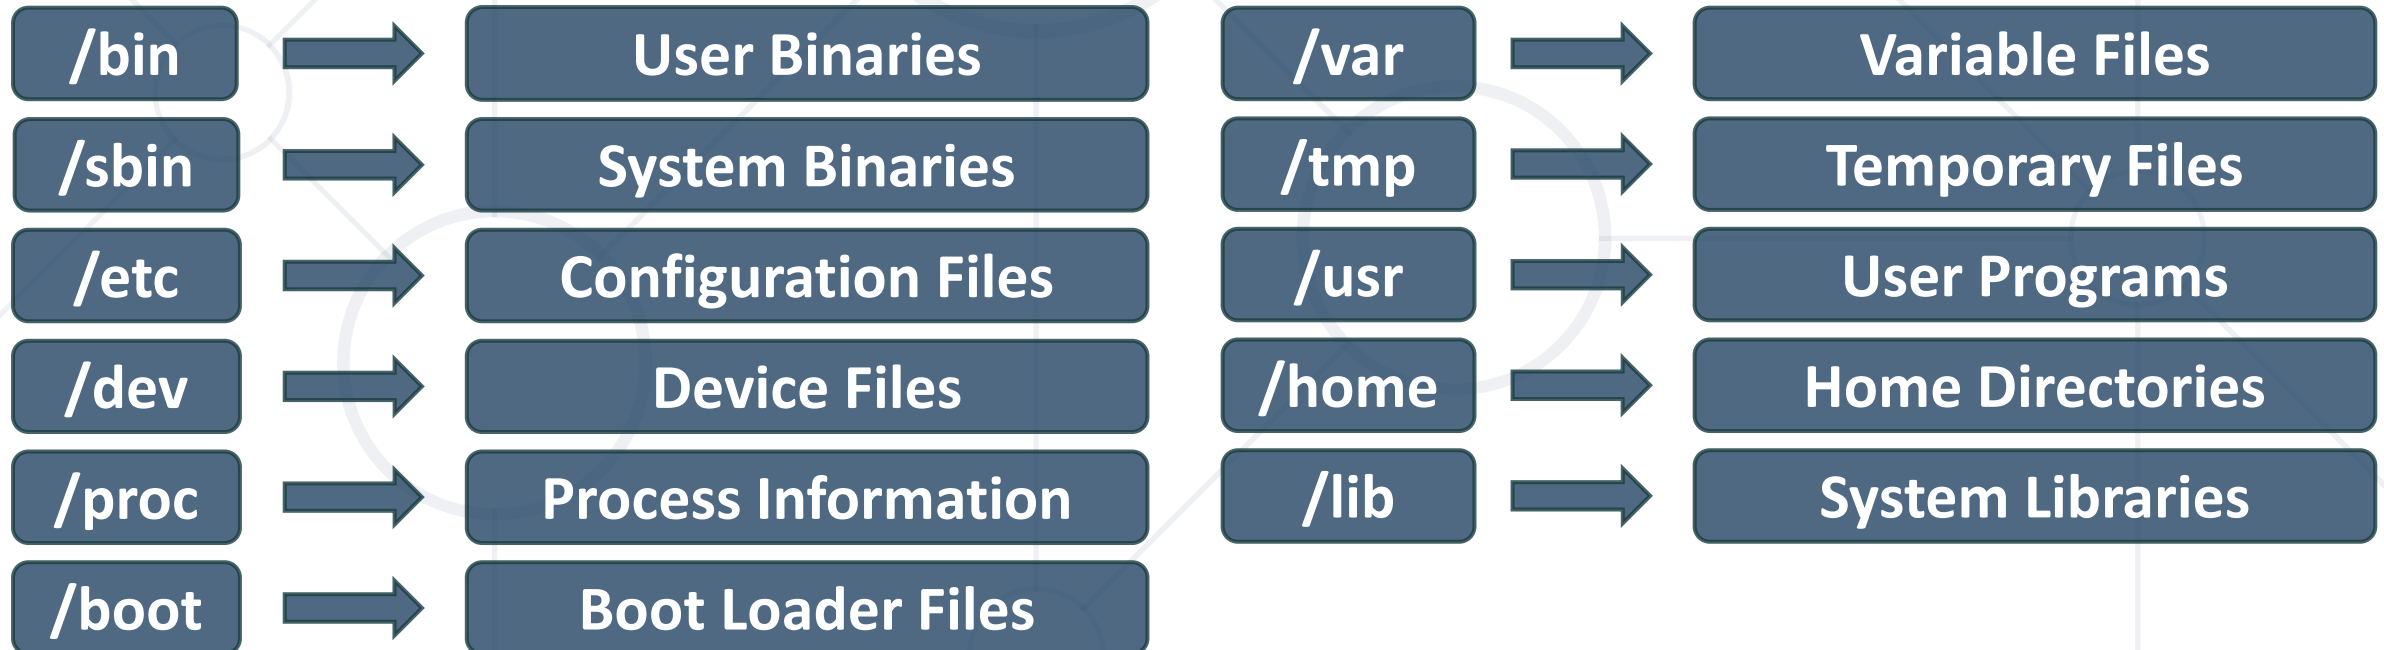 /bin
User Binaries
/sbin
System Binaries
/etc
Configuration Files
/dev
Device Files
/proc
Process Information
/boot
Boot Loader Files
/var
Variable Files
/tmp
Temporary Files
/usr
User Programs
/home
Home Directories
/lib
System Libraries